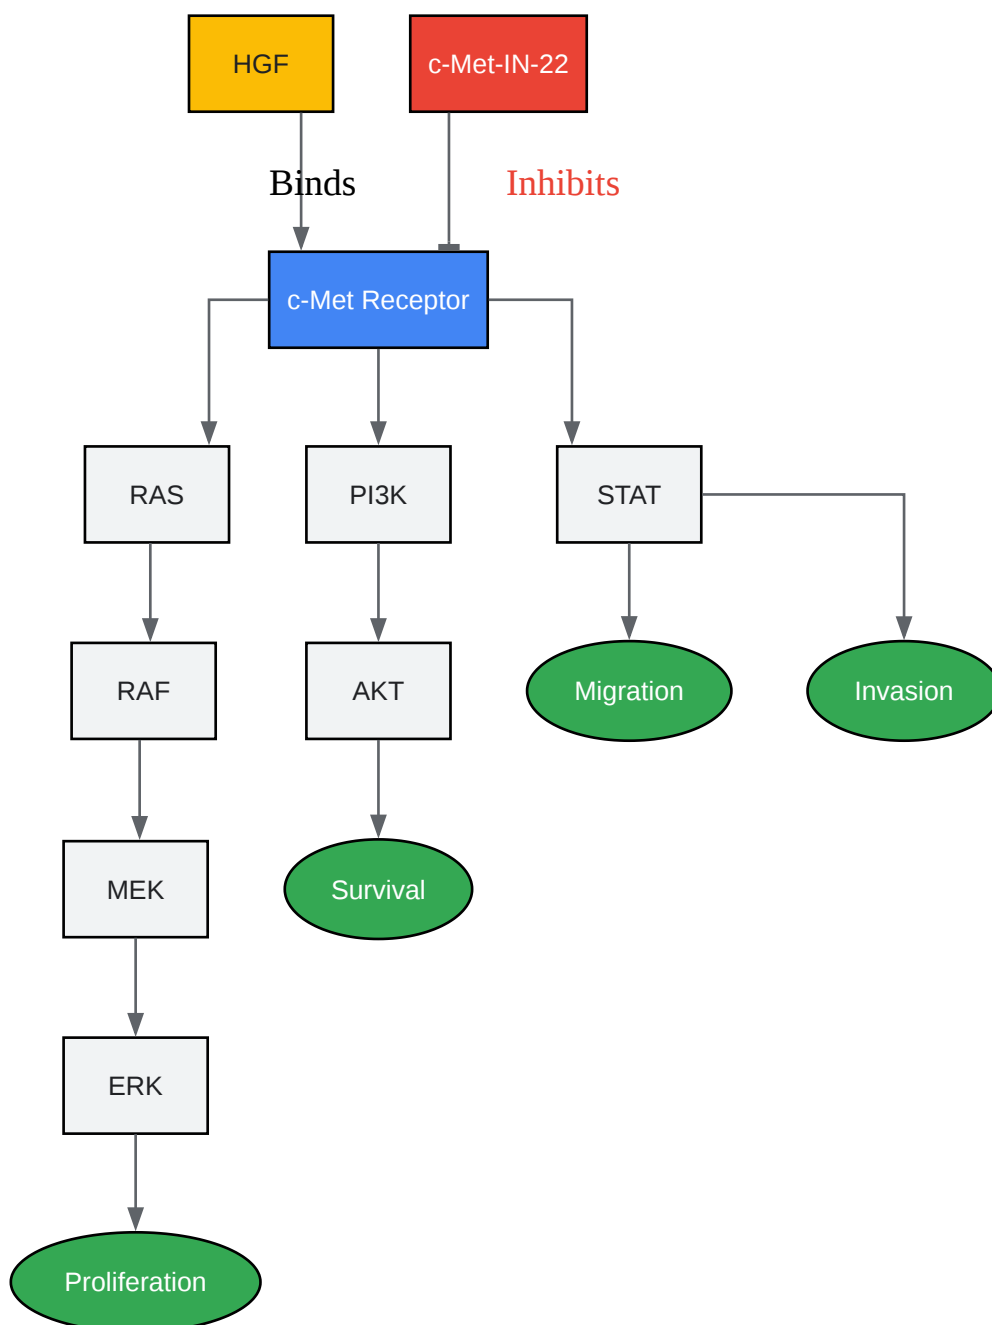 HGF
c-Met-IN-22
Binds
Inhibits
c-Met Receptor
RAS
PI3K
STAT
RAF
AKT
Migration
Invasion
MEK
Survival
ERK
Proliferation